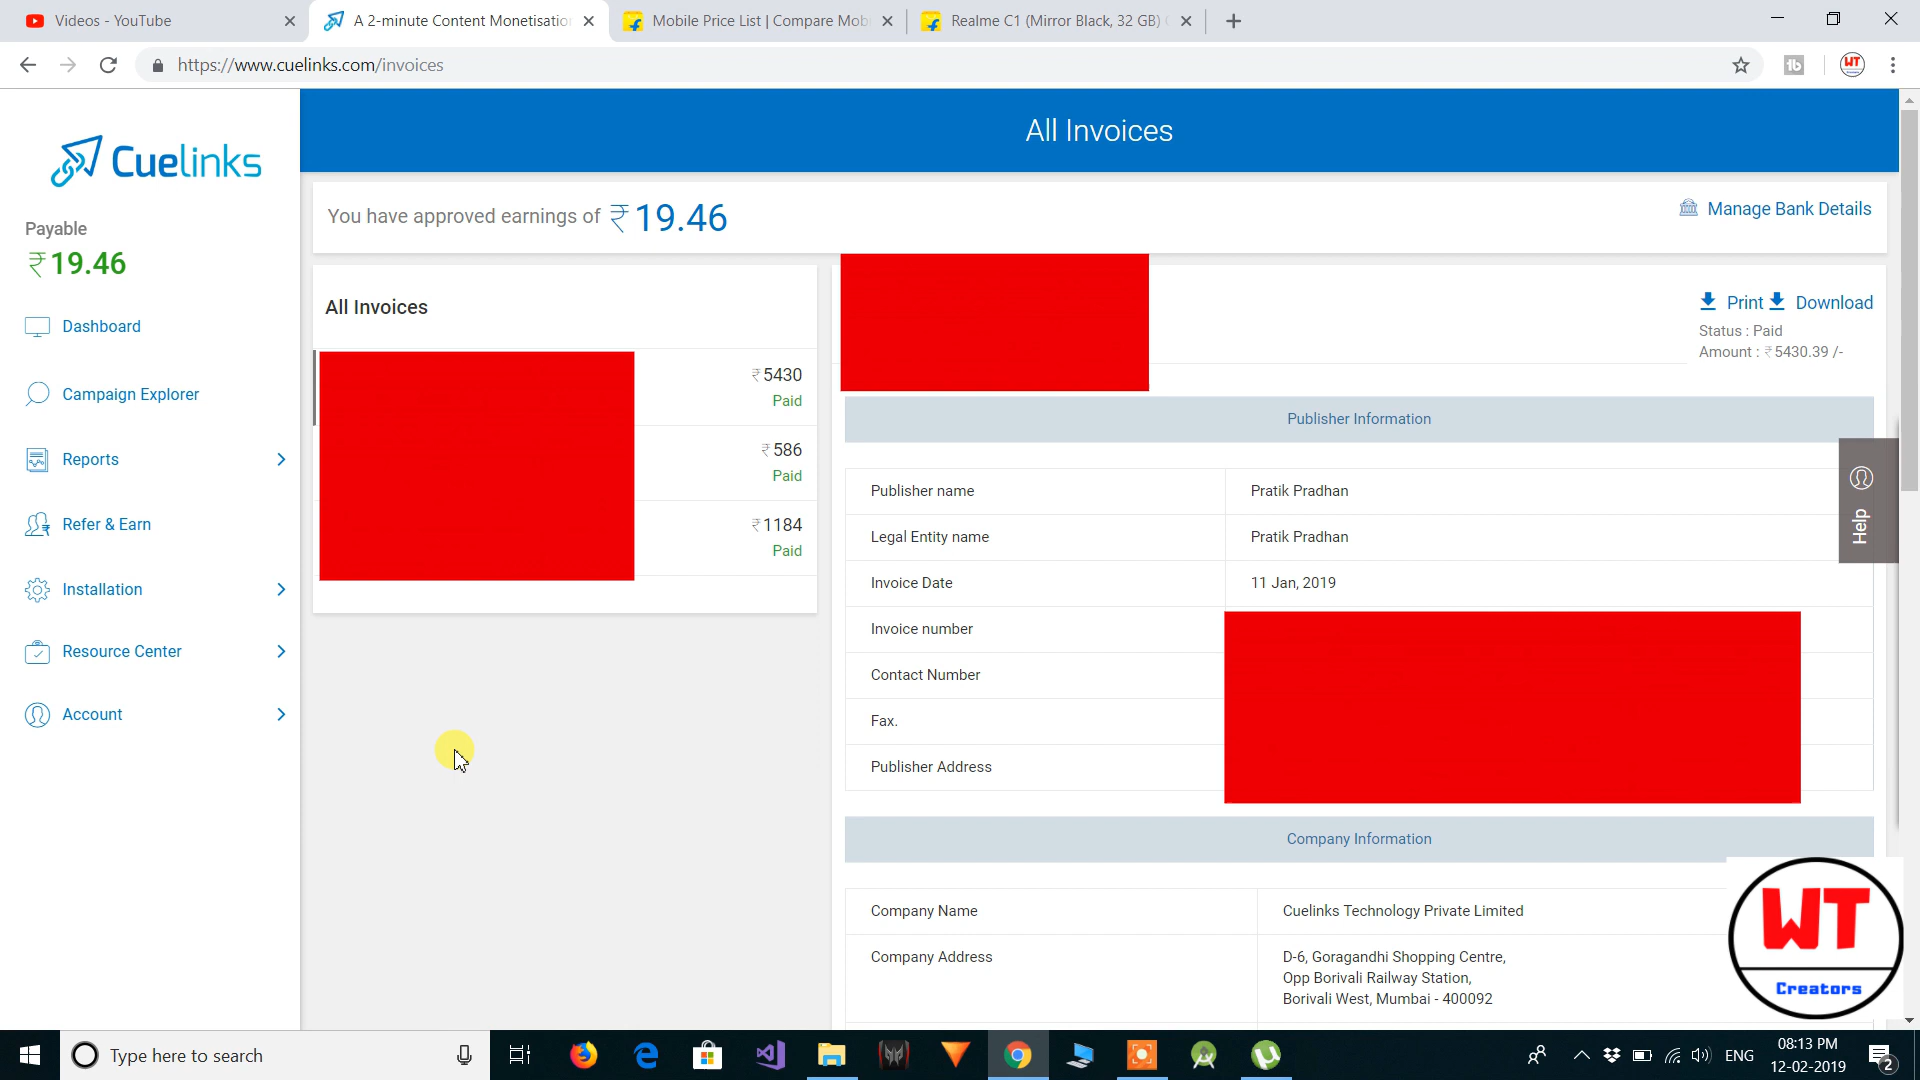 Videos - YouTube
A 2-minute Content Monetisatio
Mobile Price List | Compare Mob
Realme C1 (Mirror Black, 32 GB)
https://www.cuelinks.com/invoices
Cuelinks
Payable
₹19.46
Dashboard
Campaign Explorer
Reports
Refer & Earn
Installation
Resource Center
Account
All Invoices
You have approved earnings of ₹19.46
Manage Bank Details
All Invoices
₹5430
Paid
₹586
Paid
₹1184
Paid
Print Download
Status : Paid
Amount : ₹5430.39 /-
Publisher Information
Publisher name Pratik Pradhan
Legal Entity name Pratik Pradhan
Invoice Date 11 Jan, 2019
Invoice number
Contact Number
Fax.
Publisher Address
Help
Company Information
Company Name Cuelinks Technology Private Limited
Company Address D-6, Goragandhi Shopping Centre,
Opp Borivali Railway Station,
Borivali West, Mumbai - 400092
WT
Creators
Type here to search
ENG
08:13 PM
12-02-2019
2